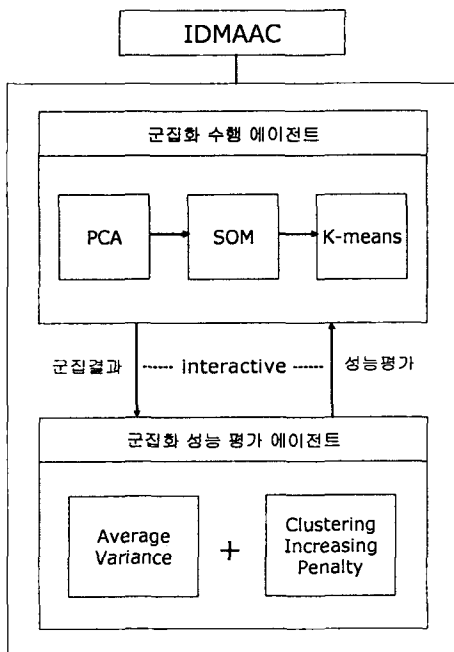 IDMAAC
군집화 수행 에이전트
PCA
SOM
K-means
군집결과
interactive
성능평가
군집화 성능 평가 에이전트
Average
Variance
+
Clustering
Increasing
Penalty